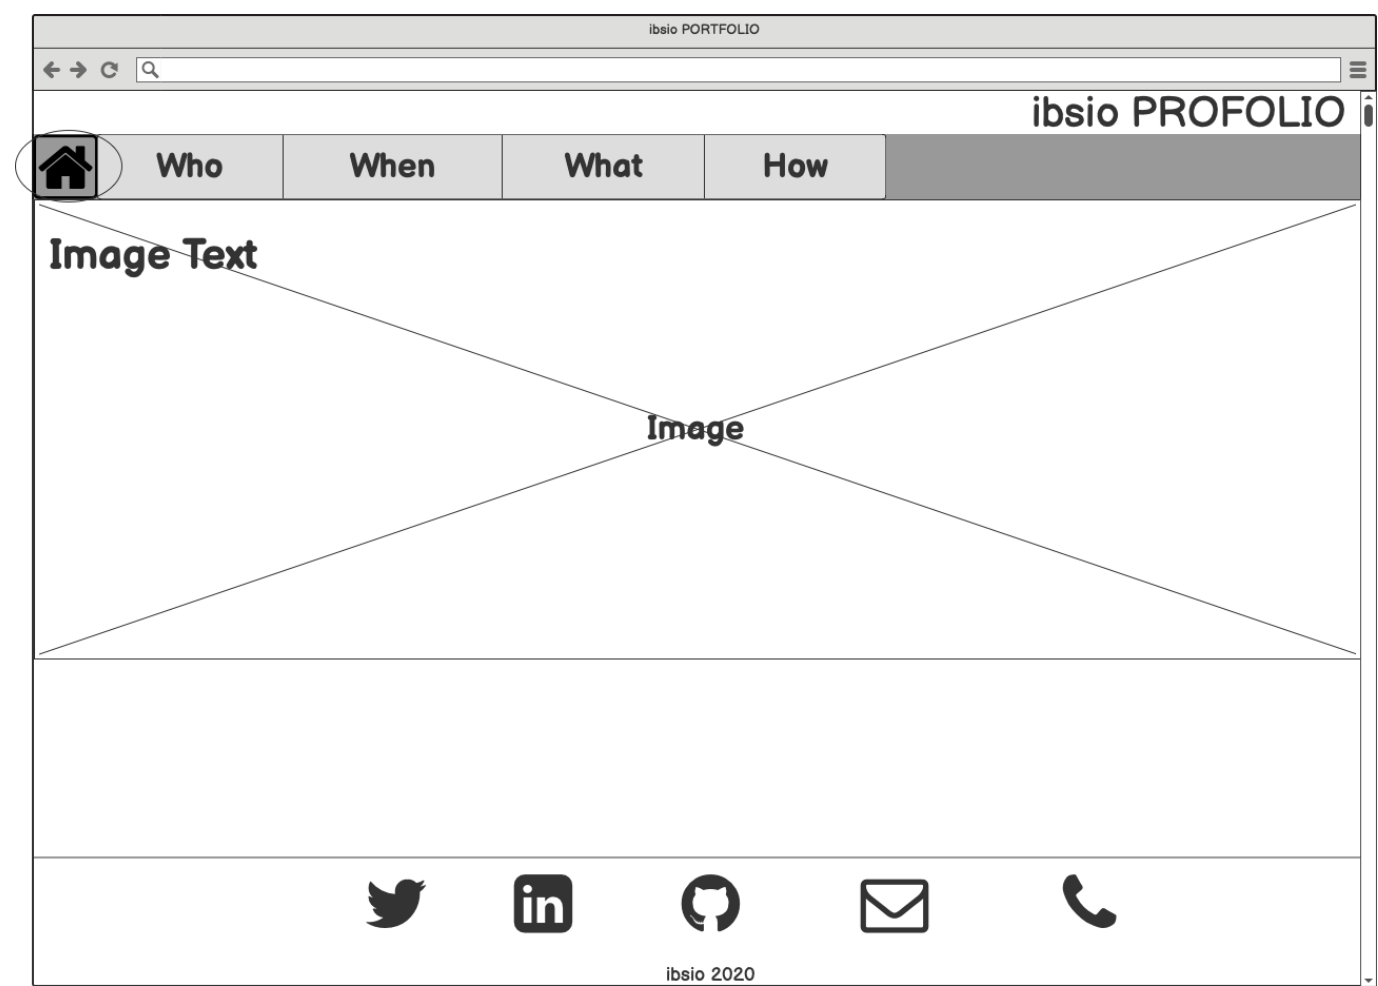 ibsio PORTFOLIO
ibsio PROFOLIO
Who When What How
Image Text
Image
in
ibsio 2020